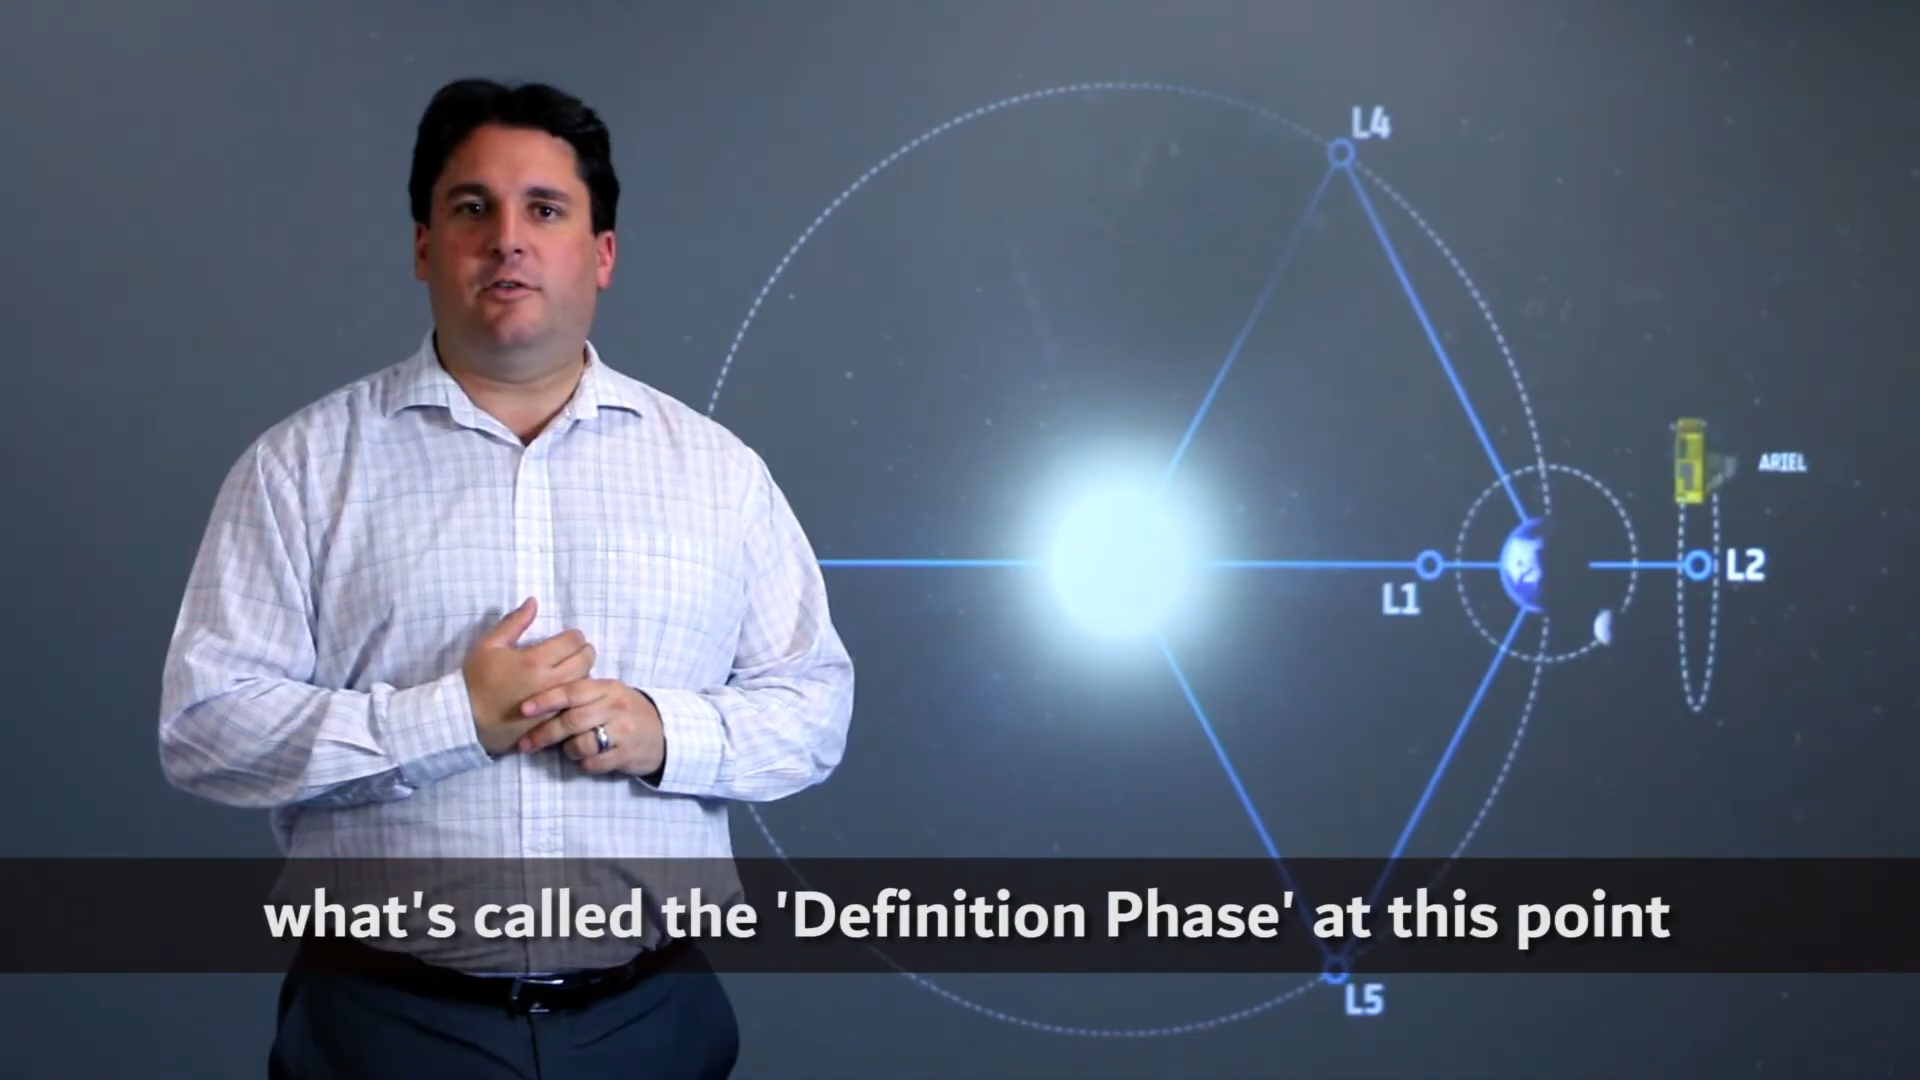 L4
ARIEL
L1
L2
what's called the 'Definition Phase' at this point
L5